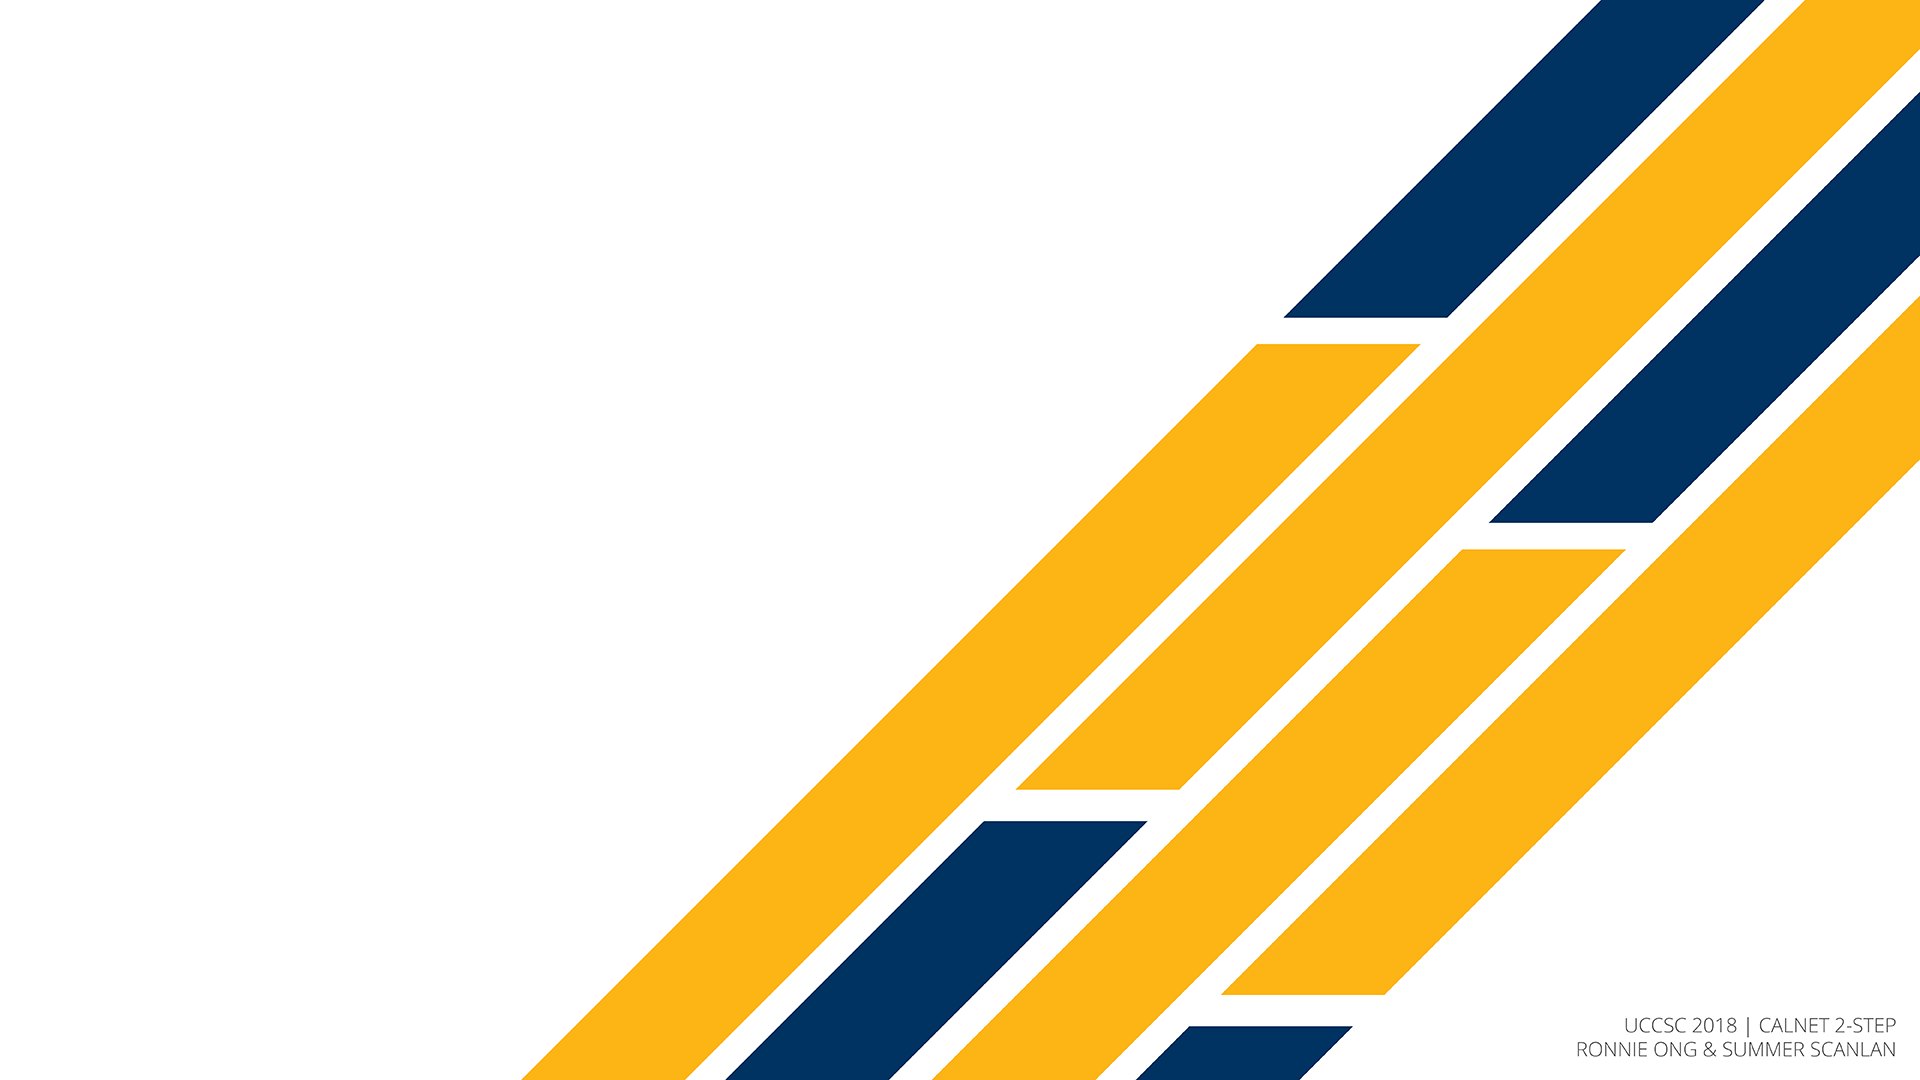 UCCSC 2018 | CALNET 2-STEP
RONNIE ONG & SUMMER SCANLAN